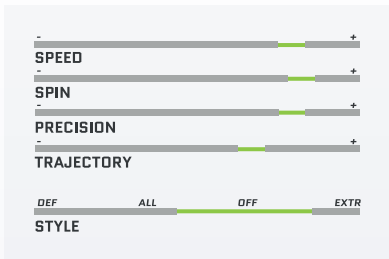 - +
SPEED
- +
SPIN
- +
PRECISION
- +
TRAJECTORY
DEF ALL OFF EXTR
STYLE